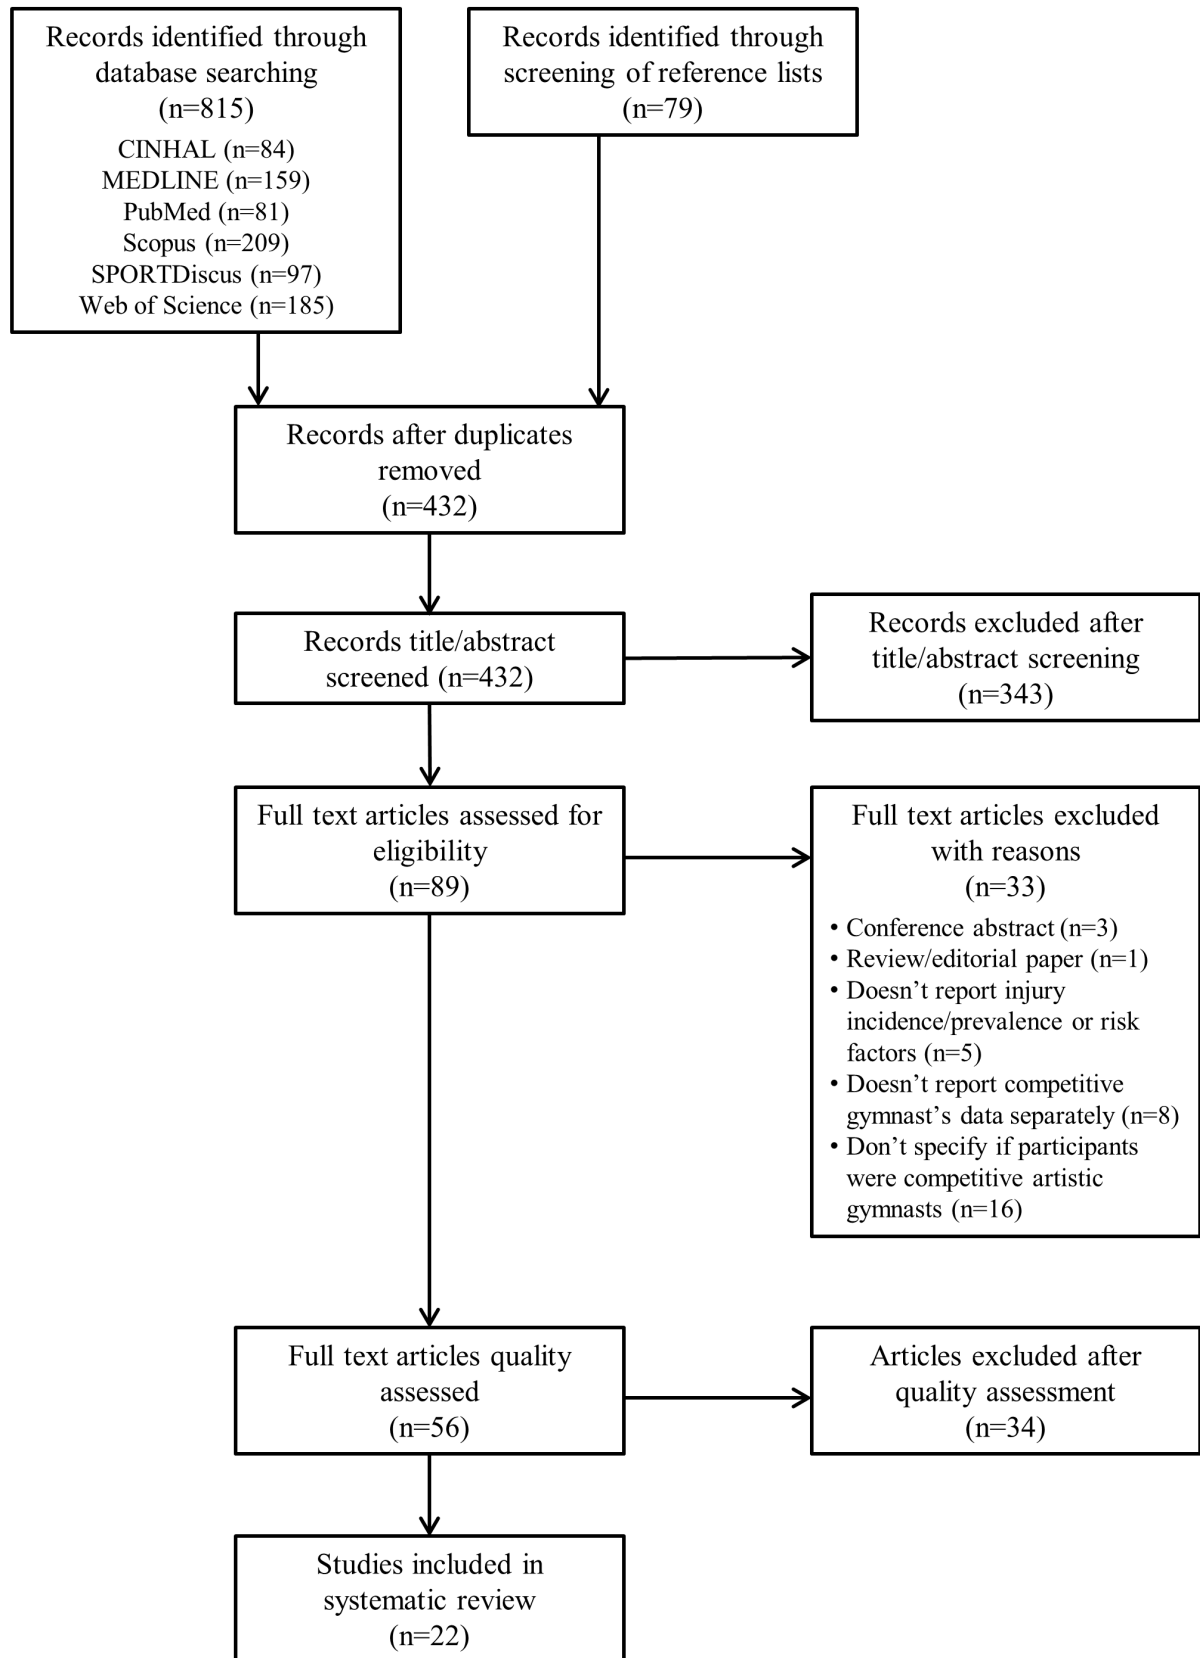 Records identified through
database searching
(n=815)
CINHAL (n=84)
MEDLINE (n=159)
PubMed (n=81)
Scopus (n=209)
SPORTDiscus (n=97)
Web of Science (n=185)
Records identified through
screening of reference lists
(n=79)
Records after duplicates
removed
(n=432)
Records title/abstract
screened (n=432)
Records excluded after
title/abstract screening
(n=343)
Full text articles assessed for
eligibility
(n=89)
Full text articles excluded
with reasons
(n=33)
• Conference abstract (n=3)
• Review/editorial paper (n=1)
• Doesn’t report injury
incidence/prevalence or risk
factors (n=5)
• Doesn’t report competitive
gymnast’s data separately (n=8)
• Don’t specify if participants
were competitive artistic
gymnasts (n=16)
Full text articles quality
assessed
(n=56)
Articles excluded after
quality assessment
(n=34)
Studies included in
systematic review
(n=22)